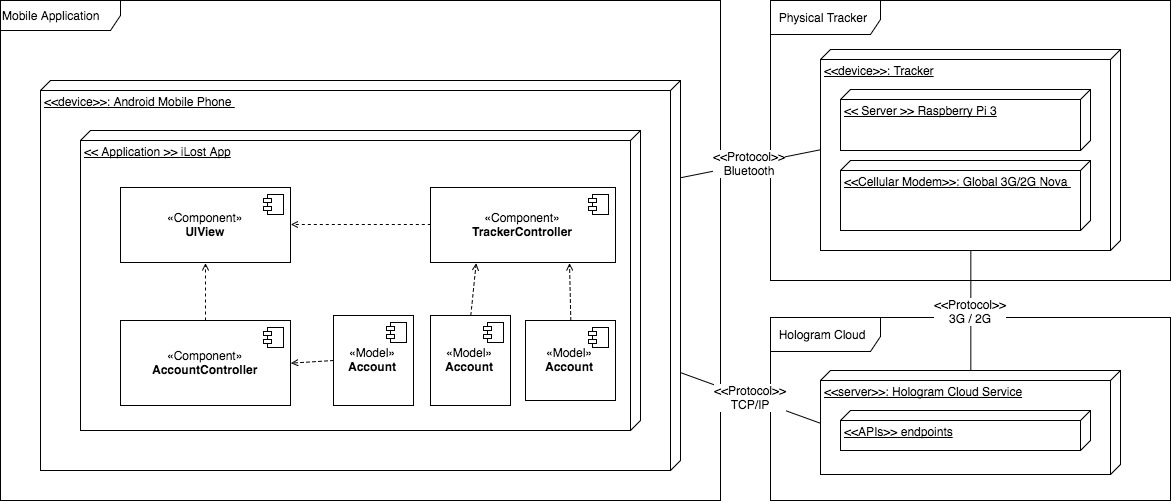 Mobile Application
<<device>>: Android Mobile Phone
<< Application >> iLost App
«Component»
UIView
«Component»
TrackerController
«Component»
AccountController
«Model»
Account
«Model»
Account
«Model»
Account
<<Protocol>>
Bluetooth
<<Protocol>>
TCP/IP
Physical Tracker
<<device>>: Tracker
<< Server >> Raspberry Pi 3
<<Cellular Modem>>: Global 3G/2G Nova
<<Protocol>>
3G / 2G
Hologram Cloud
<<server>>: Hologram Cloud Service
<<APIs>> endpoints